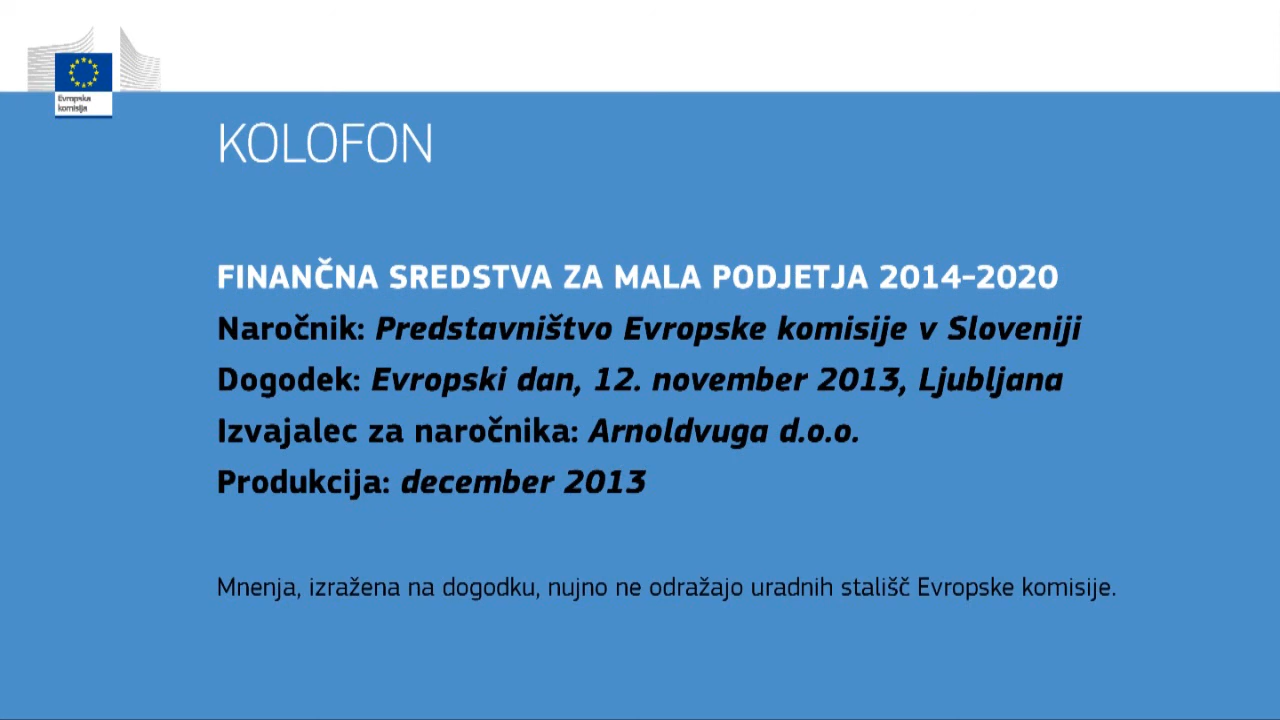 Evropska
komisija
KOLOFON
FINANČNA SREDSTVA ZA MALA PODJETJA 2014–2020
Naročnik: Predstavništvo Evropske komisije v Sloveniji
Dogodek: Evropski dan, 12. november 2013, Ljubljana
Izvajalec za naročnika: Arnoldvuga d.o.o.
Produkcija: december 2013
Mnenja, izražena na dogodku, nujno ne odražajo uradnih stališč Evropske komisije.